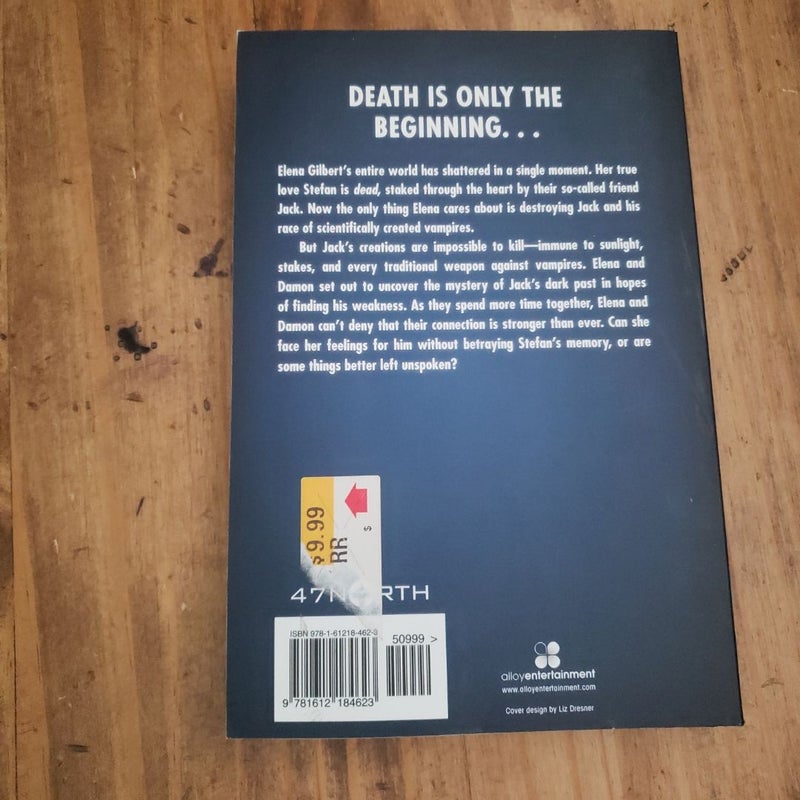 DEATH IS ONLY THE
BEGINNING. . .
Elena Gilbert's entire world has shattered in a single moment. Her true
love Stefan is dead, staked through the heart by their so-called friend
Jack. Now the only thing Elena cares about is destroying Jack and his
race of scientifically created vampires.
But Jack's creations are impossible to kill—immune to sunlight,
stakes, and every traditional weapon against vampires. Elena and
Damon set out to uncover the mystery of Jack's dark past in hopes
of finding his weakness. As they spend more time together, Elena and
Damon can't deny that their connection is stronger than ever. Can she
face her feelings for him without betraying Stefan's memory, or are
some things better left unspoken?
$9.99
RR
$
47NORTH
ISBN 978-1-61218-462-3
50999 >
9 781612 184623
alloyentertainment
www.alloyentertainment.com
Cover design by Liz Dresner